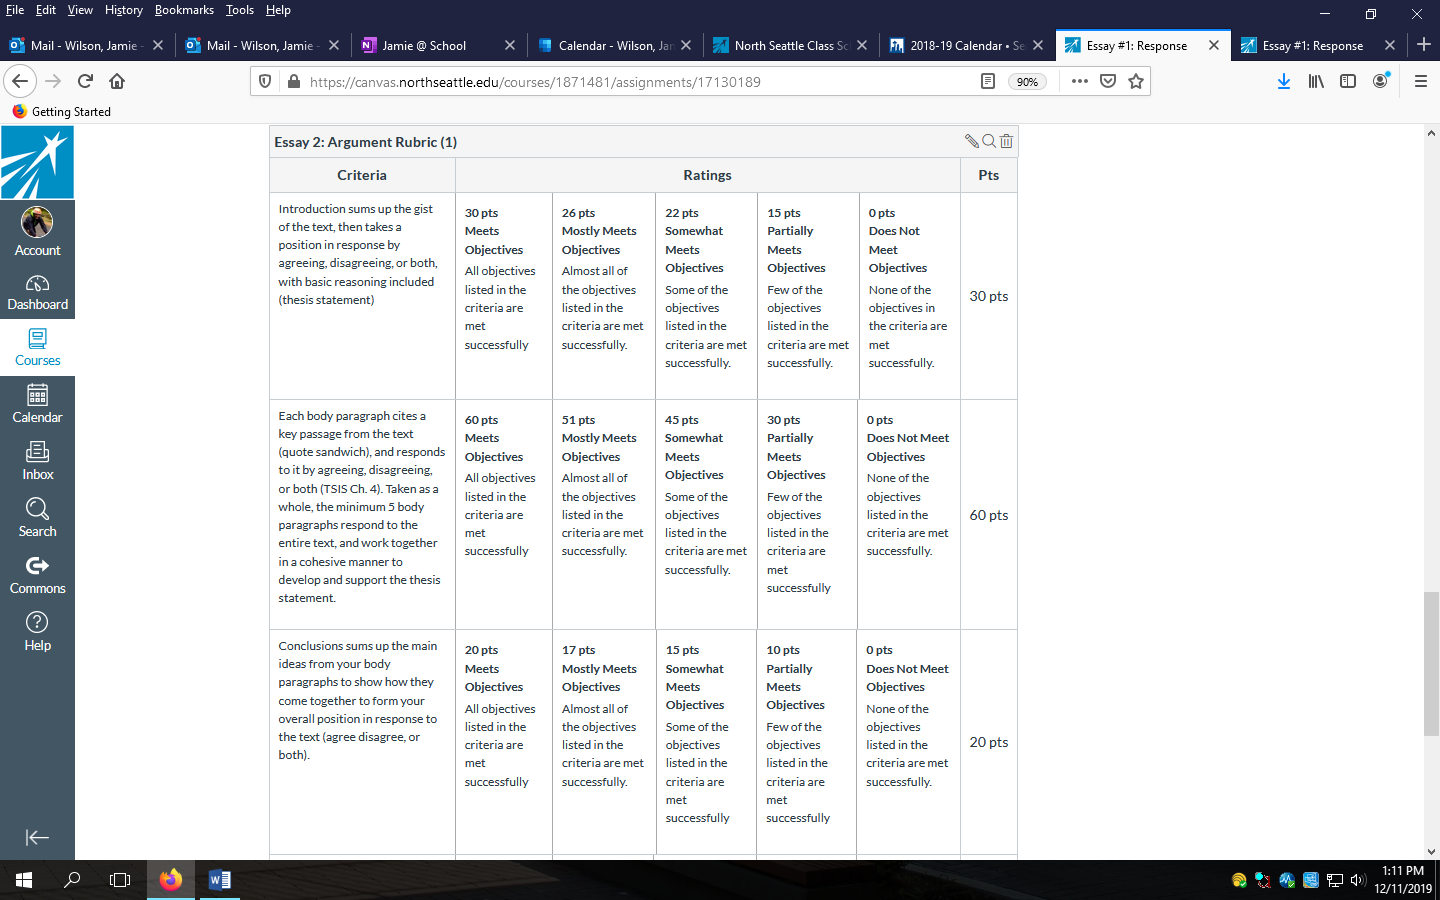 File Edit View History Bookmarks Tools Help
Mail - Wilson, Jamie - Mail - Wilson, Jamie - Jamie @ School Calendar - Wilson, Jan North Seattle Class Sc 2018-19 Calendar • Se Essay #1: Response Essay #1: Response
https://canvas.northseattle.edu/courses/1871481/assignments/17130189 90%
Getting Started
Account
Dashboard
Courses
Calendar
Inbox
Search
Commons
Help
Essay 2: Argument Rubric (1)
Criteria Ratings Pts
Introduction sums up the gist
of the text, then takes a
position in response by
agreeing, disagreeing, or both,
with basic reasoning included
(thesis statement)
30 pts
Meets
Objectives
All objectives
listed in the
criteria are
met
successfully
26 pts
Mostly Meets
Objectives
Almost all of
the objectives
listed in the
criteria are met
successfully.
22 pts
Somewhat
Meets
Objectives
Some of the
objectives
listed in the
criteria are met
successfully.
15 pts
Partially
Meets
Objectives
Few of the
objectives
listed in the
criteria are met
successfully.
0 pts
Does Not
Meet
Objectives
None of the
objectives in
the criteria are
met
successfully.
30 pts
Each body paragraph cites a
key passage from the text
(quote sandwich), and responds
to it by agreeing, disagreeing,
or both (TSIS Ch. 4). Taken as a
whole, the minimum 5 body
paragraphs respond to the
entire text, and work together
in a cohesive manner to
develop and support the thesis
statement.
60 pts
Meets
Objectives
All objectives
listed in the
criteria are
met
successfully
51 pts
Mostly Meets
Objectives
Almost all of
the objectives
listed in the
criteria are met
successfully.
45 pts
Somewhat
Meets
Objectives
Some of the
objectives
listed in the
criteria are met
successfully.
30 pts
Partially
Meets
Objectives
Few of the
objectives
listed in the
criteria are
met
successfully
0 pts
Does Not Meet
Objectives
None of the
objectives
listed in the
criteria are met
successfully.
60 pts
Conclusions sums up the main
ideas from your body
paragraphs to show how they
come together to form your
overall position in response to
the text (agree disagree, or
both).
20 pts
Meets
Objectives
All objectives
listed in the
criteria are
met
successfully
17 pts
Mostly Meets
Objectives
Almost all of
the objectives
listed in the
criteria are met
successfully.
15 pts
Somewhat
Meets
Objectives
Some of the
objectives
listed in the
criteria are
met
successfully
10 pts
Partially
Meets
Objectives
Few of the
objectives
listed in the
criteria are
met
successfully
0 pts
Does Not Meet
Objectives
None of the
objectives
listed in the
criteria are met
successfully.
20 pts
1:11 PM
12/11/2019